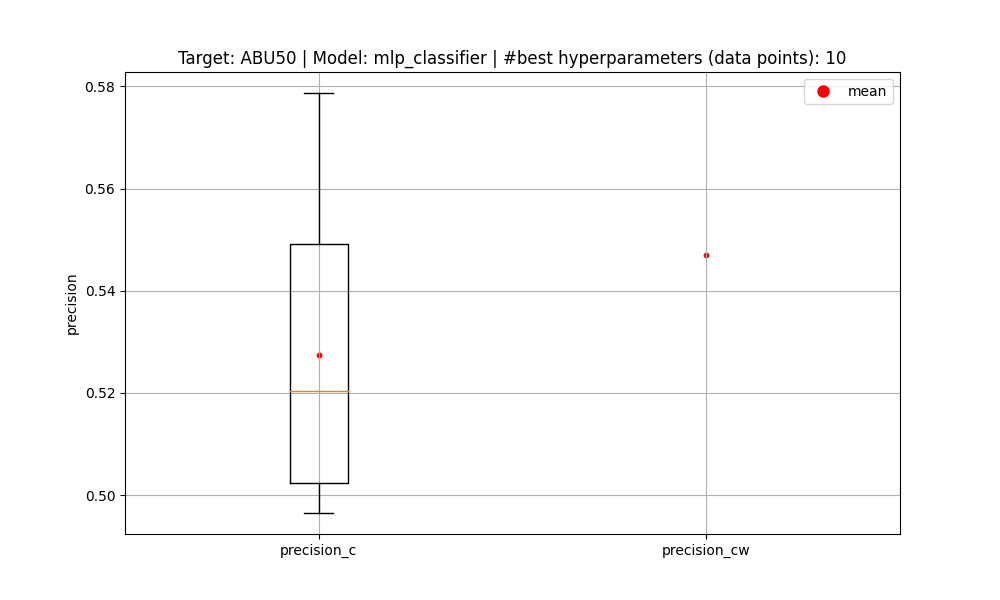 Target: ABU50 | Model: mlp_classifier | #best hyperparameters (data points): 10
mean
0.58
0.56
0.54
0.52
0.50
precision
precision_c
precision_cw